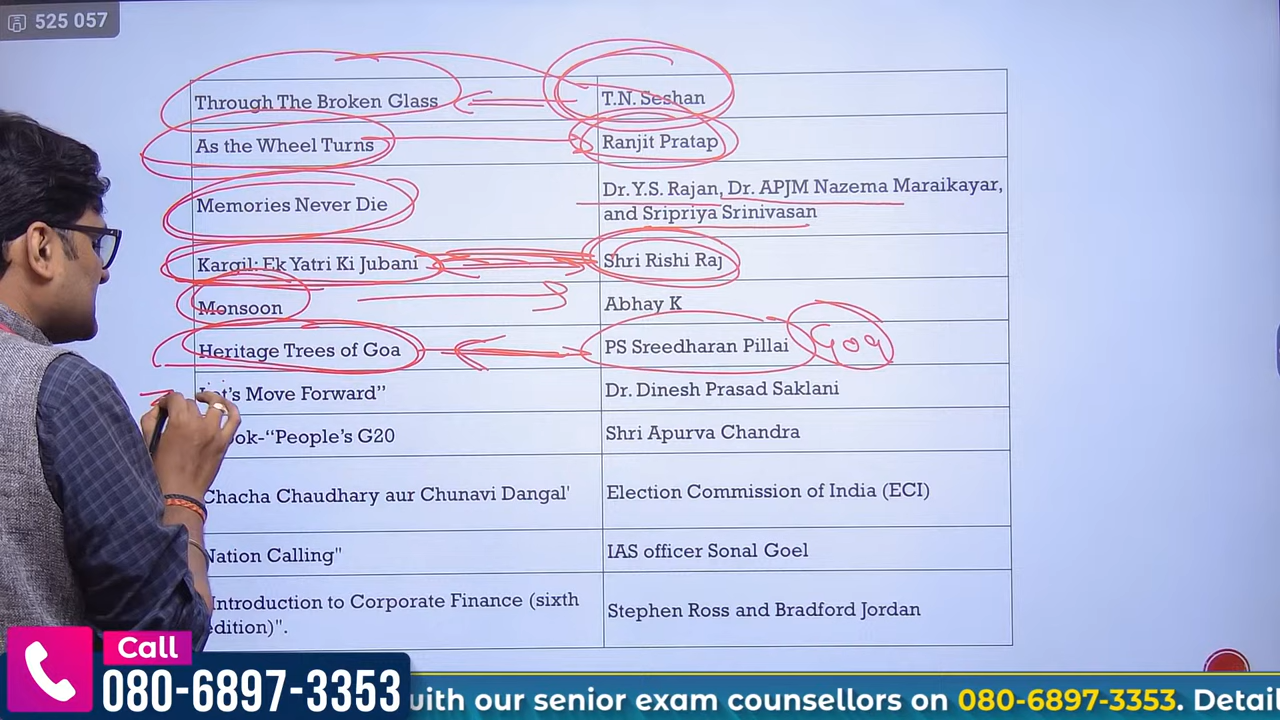 525 057
Through The Broken Glass T.N. Seshan
As the Wheel Turns Ranjit Pratap
Memories Never Die Dr. Y.S. Rajan, Dr. APJM Nazema Maraikayar,
and Sripriya Srinivasan
Kargil: Ek Yatri Ki Jubani Shri Rishi Raj
Monsoon Abhay K
Heritage Trees of Goa PS Sreedharan Pillai Goa
Move Forward” Dr. Dinesh Prasad Saklani
“People’s G20 Shri Apurva Chandra
Chacha Chaudhary aur Chunavi Dangal' Election Commission of India (ECI)
Nation Calling" IAS officer Sonal Goel
Introduction to Corporate Finance (sixth Stephen Ross and Bradford Jordan
edition)".
Call
080-6897-3353
with our senior exam counsellors on 080-6897-3353. Detai